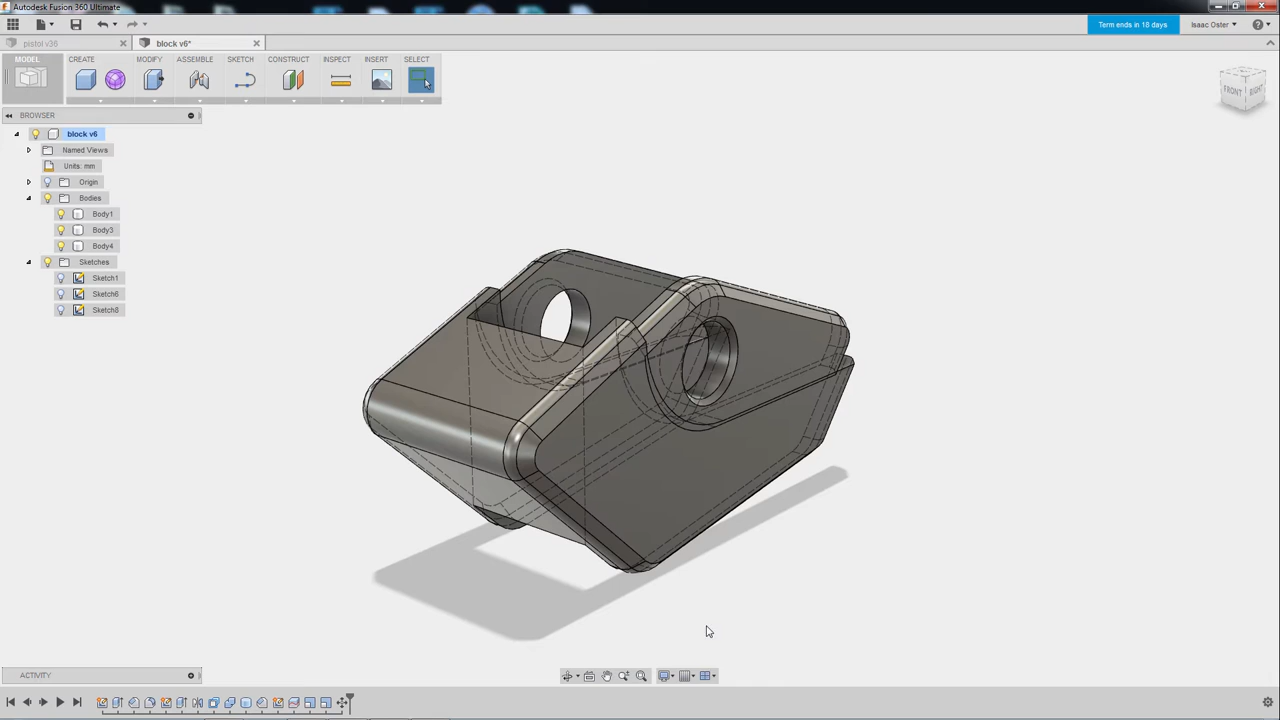 Autodesk Fusion 360 Ultimate
Term ends in 18 days
Isaac Oster
pistol v36
block v6*
MODEL
CREATE
MODIFY
ASSEMBLE
SKETCH
CONSTRUCT
INSPECT
INSERT
SELECT
BROWSER
block v6
Named Views
Units: mm
Origin
Bodies
Body1
Body3
Body4
Sketches
Sketch1
Sketch6
Sketch8
FRONT
RIGHT
ACTIVITY